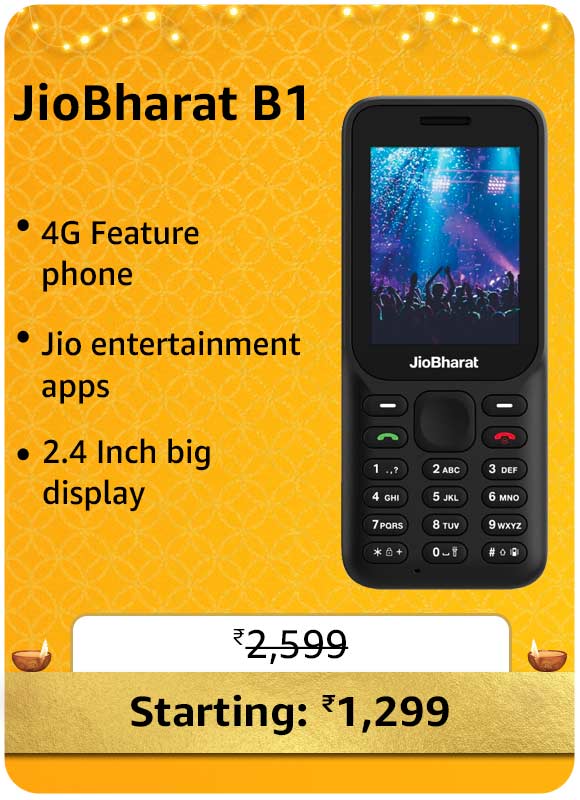 JioBharat B1
• 4G Feature
phone
• Jio entertainment
apps
• 2.4 Inch big
display
JioBharat
1 .,? 2 ABC 3 DEF
4 GHI 5 JKL 6 MNO
7 PQRS 8 TUV 9 WXYZ
* + 0 #
₹2,599
Starting: ₹1,299